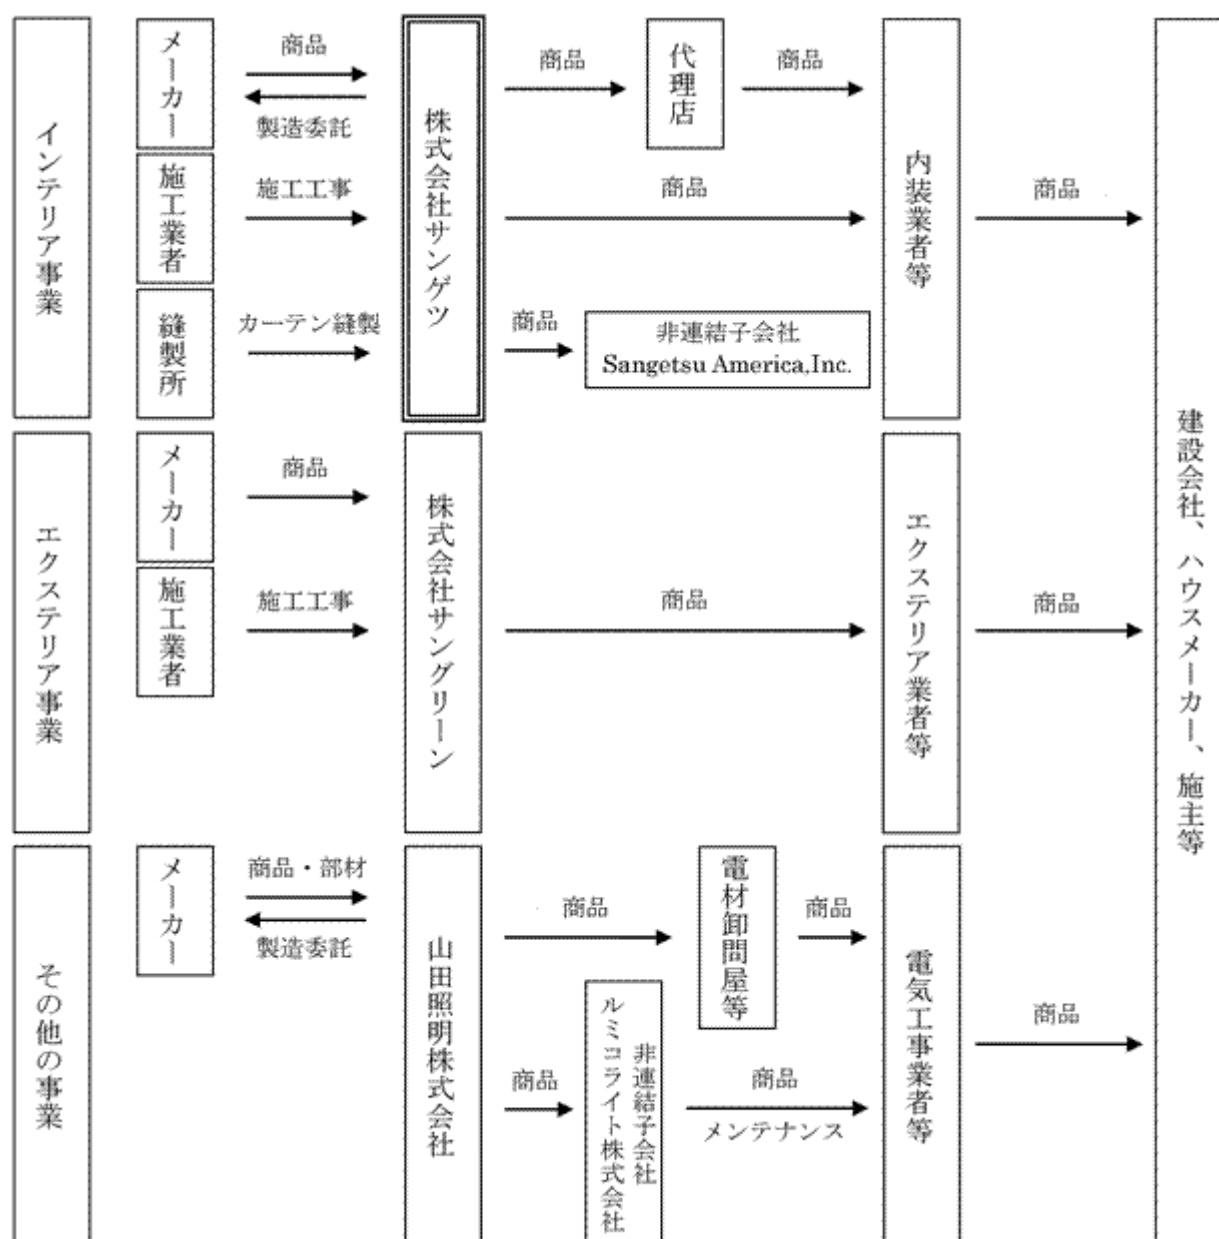 インテリア事業
メーカー
商品
製造委託
施工業者
施工工事
縫製所
カーテン縫製
株式会社サンゲツ
商品
代理店
商品
商品
商品
非連結子会社
Sangetsu America,Inc.
内装業者等
商品
エクステリア事業
メーカー
商品
施工業者
施工工事
株式会社サングリーン
商品
エクステリア業者等
商品
その他の事業
メーカー
商品・部材
製造委託
山田照明株式会社
商品
電材卸問屋等
商品
商品
非連結子会社
ルミコライト株式会社
商品
メンテナンス
電気工事業者等
商品
建設会社、ハウスメーカー、施主等